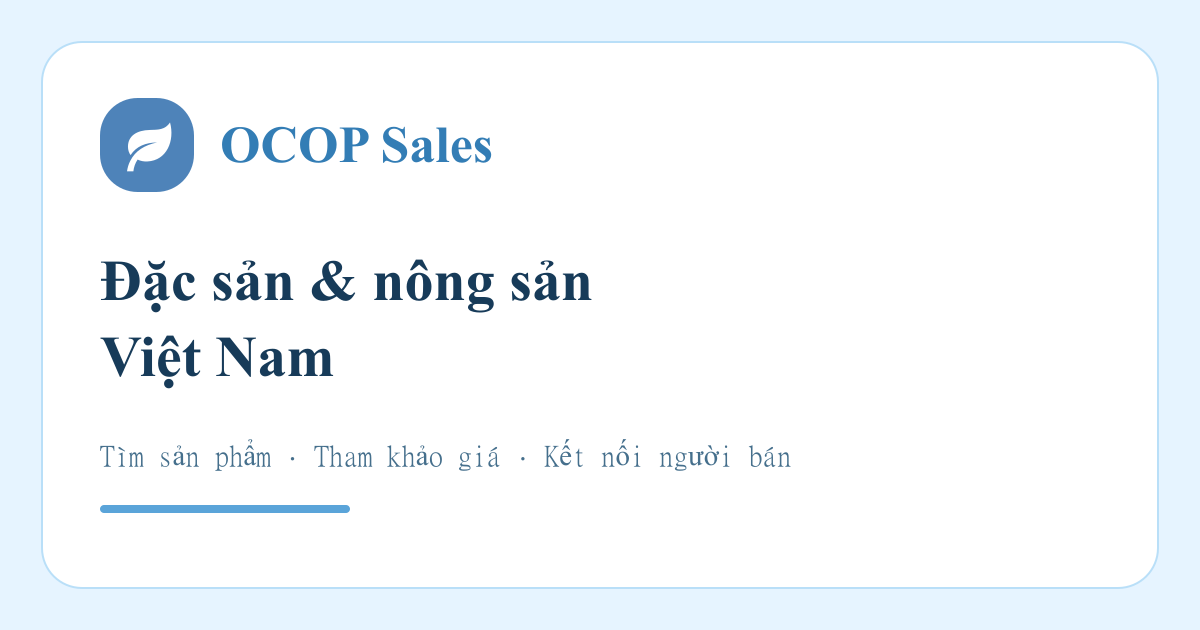 OCOP Sales
Đặc sản & nông sản
Việt Nam
Tìm sản phẩm · Tham khảo giá · Kết nối người bán